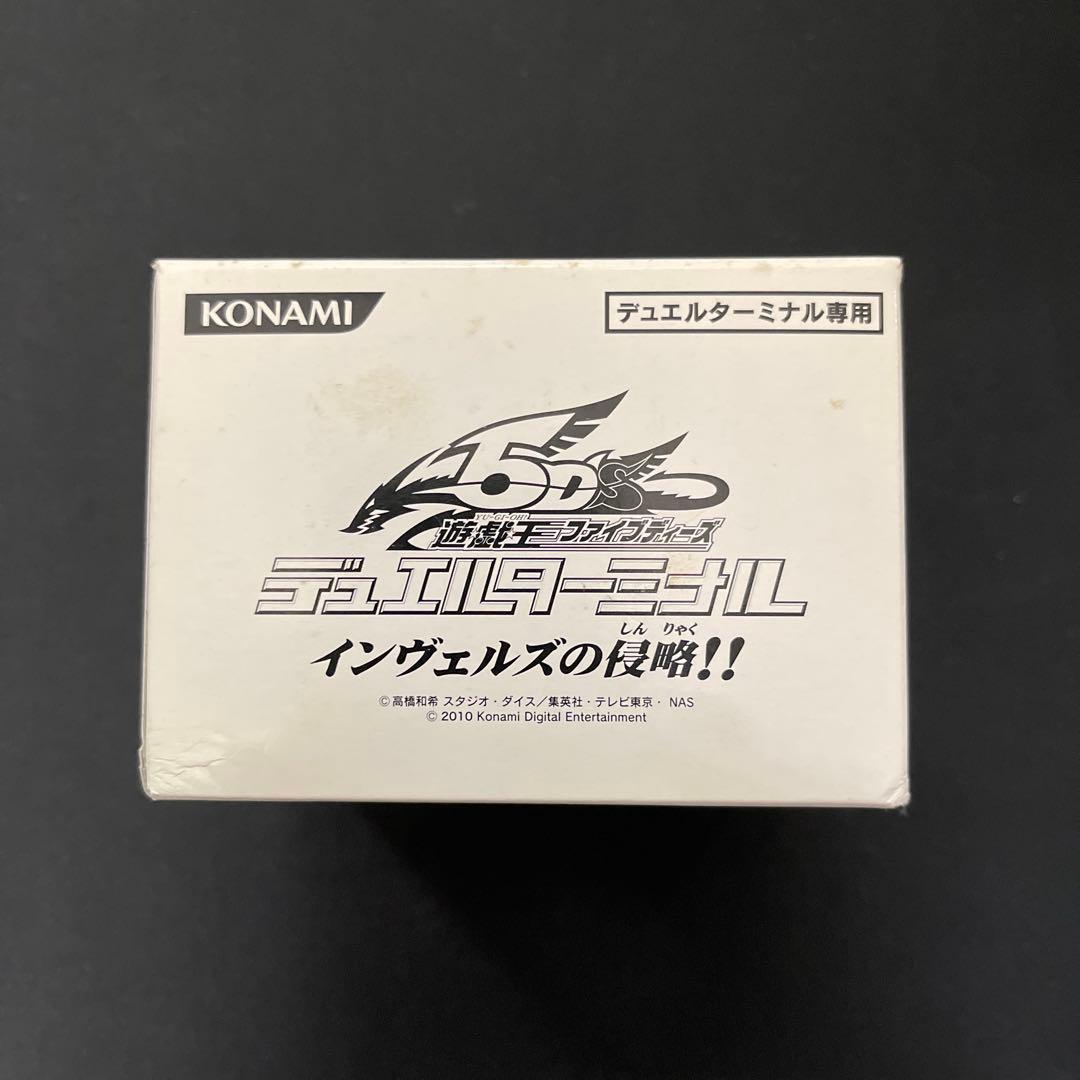 KONAMI
デュエルターミナル専用
5D's
YU-GI-OH!
遊戯王ファイブディーズ
デュエルターミナル
しん りゃく
インヴェルズの侵略!!
©高橋和希 スタジオ・ダイス/集英社・テレビ東京・ NAS
© 2010 Konami Digital Entertainment